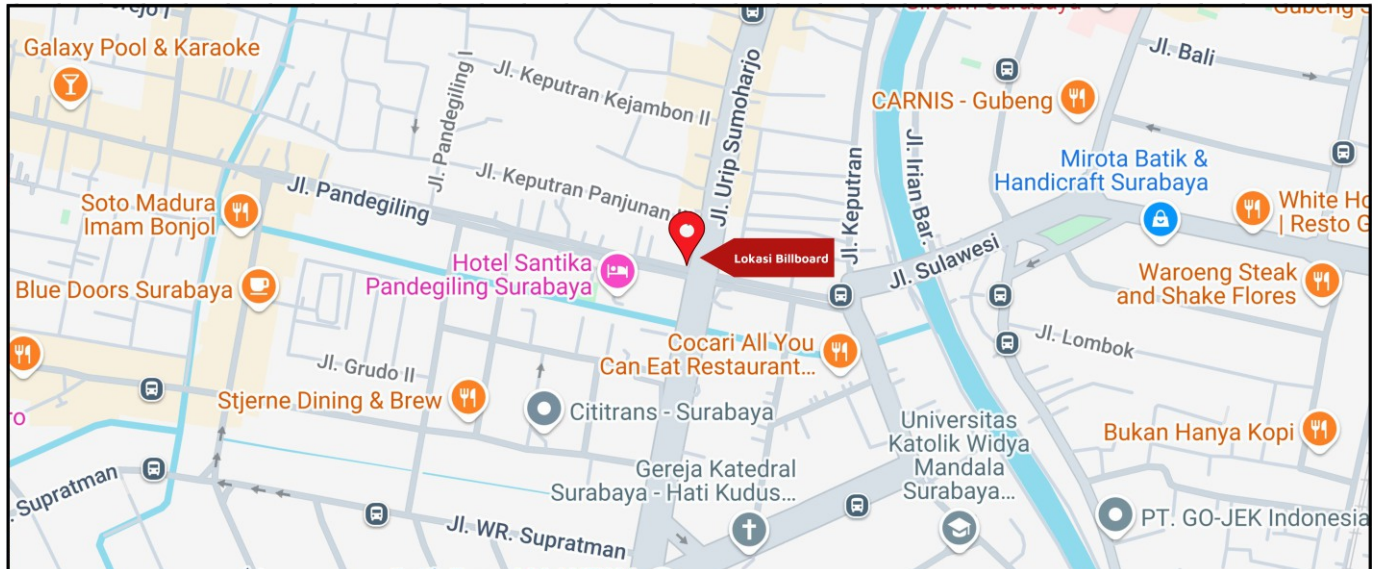 Galaxy Pool & Karaoke
Jl. Pandegiling I
Jl. Keputran Kejambon II
Jl. Urip Sumoharjo
CARNIS - Gubeng
Jl. Bali
Jl. Irian Bar.
Mirota Batik &
Handicraft Surabaya
Jl. Keputran
Soto Madura
Imam Bonjol
Jl. Pandegiling
Jl. Keputran Panjunan
White
| Resto G
Lokasi Billboard
Hotel Santika
Pandegiling Surabaya
Jl. Sulawesi
Blue Doors Surabaya
Waroeng Steak
and Shake Flores
Jl. Lombok
Cocari All You
Can Eat Restaurant...
Jl. Grudo II
Stjerne Dining & Brew
Cititrans - Surabaya
Universitas
Katolik Widya
Mandala
Surabaya...
Bukan Hanya Kopi
Gereja Katedral
Surabaya - Hati Kudus...
. Supratman
Jl. WR. Supratman
PT. GO-JEK Indonesia